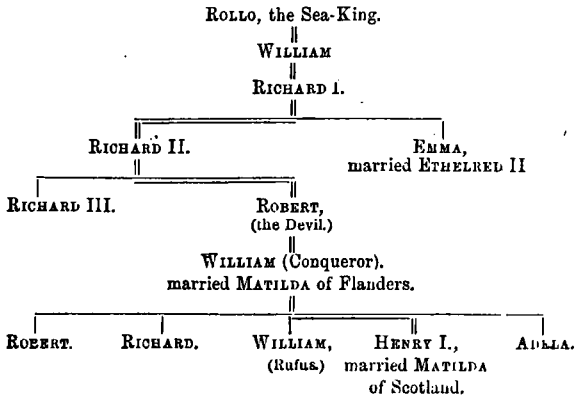 ROLLO, the Sea-King.
WILLIAM
RICHARD I.
RICHARD II.
EMMA,
married ETHELRED II
RICHARD III.
ROBERT,
(the Devil.)
WILLIAM (Conqueror).
married MATILDA of Flanders.
ROBERT.
RICHARD.
WILLIAM,
(Rufus.)
HENRY I.,
married MATILDA
of Scotland.
ADELA.